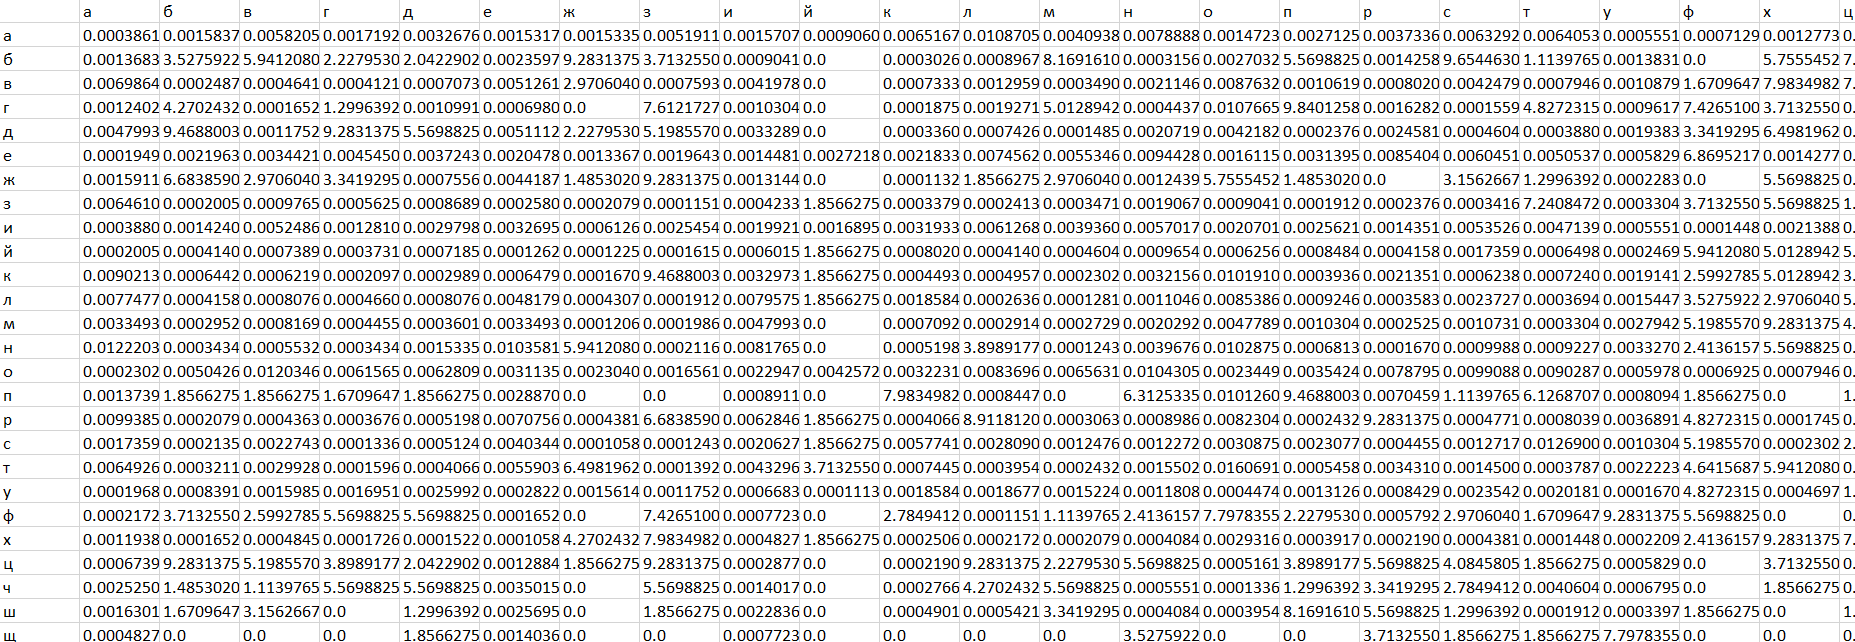 а б в г д е ж з и й к л м н о п р с т у ф х ц
а 0.0003861 0.0015837 0.0058205 0.0017192 0.0032676 0.0015317 0.0015335 0.0051911 0.0015707 0.0009060 0.0065167 0.0108705 0.0040938 0.0078888 0.0014723 0.0027125 0.0037336 0.0063292 0.0064053 0.0005551 0.0007129 0.0012773 0.
б 0.0013683 3.5275922 5.9412080 2.2279530 2.0422902 0.0023597 9.2831375 3.7132550 0.0009041 0.0 0.0003026 0.0008967 8.1691610 0.0003156 0.0027032 5.5698825 0.0014258 9.6544630 1.1139765 0.0013831 0.0 5.7555452 7.
в 0.0069864 0.0002487 0.0004641 0.0004121 0.0007073 0.0051261 2.9706040 0.0007593 0.0041978 0.0 0.0007333 0.0012959 0.0003490 0.0021146 0.0087632 0.0010619 0.0008020 0.0042479 0.0007946 0.0010879 1.6709647 7.9834982 7.
г 0.0012402 4.2702432 0.0001652 1.2996392 0.0010991 0.0006980 0.0 7.6121727 0.0010304 0.0 0.0001875 0.0019271 5.0128942 0.0004437 0.0107665 9.8401258 0.0016282 0.0001559 4.8272315 0.0009617 7.4265100 3.7132550 0.
д 0.0047993 9.4688003 0.0011752 9.2831375 5.5698825 0.0051112 2.2279530 5.1985570 0.0033289 0.0 0.0003360 0.0007426 0.0001485 0.0020719 0.0042182 0.0002376 0.0024581 0.0004604 0.0003880 0.0019383 3.3419295 6.4981962 0.
е 0.0001949 0.0021963 0.0034421 0.0045450 0.0037243 0.0020478 0.0013367 0.0019643 0.0014481 0.0027218 0.0021833 0.0074562 0.0055346 0.0094428 0.0016115 0.0031395 0.0085404 0.0060451 0.0050537 0.0005829 6.8695217 0.0014277 0.
ж 0.0015911 6.6838590 2.9706040 3.3419295 0.0007556 0.0044187 1.4853020 9.2831375 0.0013144 0.0 0.0001132 1.8566275 2.9706040 0.0012439 5.7555452 1.4853020 0.0 3.1562667 1.2996392 0.0002283 0.0 5.5698825 0.
з 0.0064610 0.0002005 0.0009765 0.0005625 0.0008689 0.0002580 0.0002079 0.0001151 0.0004233 1.8566275 0.0003379 0.0002413 0.0003471 0.0019067 0.0009041 0.0001912 0.0002376 0.0003416 7.2408472 0.0003304 3.7132550 5.5698825 1.
и 0.0003880 0.0014240 0.0052486 0.0012810 0.0029798 0.0032695 0.0006126 0.0025454 0.0019921 0.0016895 0.0031933 0.0061268 0.0039360 0.0057017 0.0020701 0.0025621 0.0014351 0.0053526 0.0047139 0.0005551 0.0001448 0.0021388 0.
й 0.0002005 0.0004140 0.0007389 0.0003731 0.0007185 0.0001262 0.0001225 0.0001615 0.0006015 1.8566275 0.0008020 0.0004140 0.0004604 0.0009654 0.0006256 0.0008484 0.0004158 0.0017359 0.0006498 0.0002469 5.9412080 5.0128942 5.
к 0.0090213 0.0006442 0.0006219 0.0002097 0.0002989 0.0006479 0.0001670 9.4688003 0.0032973 1.8566275 0.0004493 0.0004957 0.0002302 0.0032156 0.0101910 0.0003936 0.0021351 0.0006238 0.0007240 0.0019141 2.5992785 5.0128942 3.
л 0.0077477 0.0004158 0.0008076 0.0004660 0.0008076 0.0048179 0.0004307 0.0001912 0.0079575 1.8566275 0.0018584 0.0002636 0.0001281 0.0011046 0.0085386 0.0009246 0.0003583 0.0023727 0.0003694 0.0015447 3.5275922 2.9706040 5.
м 0.0033493 0.0002952 0.0008169 0.0004455 0.0003601 0.0033493 0.0001206 0.0001986 0.0047993 0.0 0.0007092 0.0002914 0.0002729 0.0020292 0.0047789 0.0010304 0.0002525 0.0010731 0.0003304 0.0027942 5.1985570 9.2831375 4.
н 0.0122203 0.0003434 0.0005532 0.0003434 0.0015335 0.0103581 5.9412080 0.0002116 0.0081765 0.0 0.0005198 3.8989177 0.0001243 0.0039676 0.0102875 0.0006813 0.0001670 0.0009988 0.0009227 0.0033270 2.4136157 5.5698825 0.
о 0.0002302 0.0050426 0.0120346 0.0061565 0.0062809 0.0031135 0.0023040 0.0016561 0.0022947 0.0042572 0.0032231 0.0083696 0.0065631 0.0104305 0.0023449 0.0035424 0.0078795 0.0099088 0.0090287 0.0005978 0.0006925 0.0007946 0.
п 0.0013739 1.8566275 1.8566275 1.6709647 1.8566275 0.0028870 0.0 0.0 0.0008911 0.0 7.9834982 0.0008447 0.0 6.3125335 0.0101260 9.4688003 0.0070459 1.1139765 6.1268707 0.0008094 1.8566275 0.0 1.
р 0.0099385 0.0002079 0.0004363 0.0003676 0.0005198 0.0070756 0.0004381 6.6838590 0.0062846 1.8566275 0.0004066 8.9118120 0.0003063 0.0008986 0.0082304 0.0002432 9.2831375 0.0004771 0.0008039 0.0036891 4.8272315 0.0001745 0.
с 0.0017359 0.0002135 0.0022743 0.0001336 0.0005124 0.0040344 0.0001058 0.0001243 0.0020627 1.8566275 0.0057741 0.0028090 0.0012476 0.0012272 0.0030875 0.0023077 0.0004455 0.0012717 0.0126900 0.0010304 5.1985570 0.0002302 2.
т 0.0064926 0.0003211 0.0029928 0.0001596 0.0004066 0.0055903 6.4981962 0.0001392 0.0043296 3.7132550 0.0007445 0.0003954 0.0002432 0.0015502 0.0160691 0.0005458 0.0034310 0.0014500 0.0003787 0.0022223 4.6415687 5.9412080 0.
у 0.0001968 0.0008391 0.0015985 0.0016951 0.0025992 0.0002822 0.0015614 0.0011752 0.0006683 0.0001113 0.0018584 0.0018677 0.0015224 0.0011808 0.0004474 0.0013126 0.0008429 0.0023542 0.0020181 0.0001670 4.8272315 0.0004697 1.
ф 0.0002172 3.7132550 2.5992785 5.5698825 5.5698825 0.0001652 0.0 7.4265100 0.0007723 0.0 2.7849412 0.0001151 1.1139765 2.4136157 7.7978355 2.2279530 0.0005792 2.9706040 1.6709647 9.2831375 5.5698825 0.0 0.
х 0.0011938 0.0001652 0.0004845 0.0001726 0.0001522 0.0001058 4.2702432 7.9834982 0.0004827 1.8566275 0.0002506 0.0002172 0.0002079 0.0004084 0.0029316 0.0003917 0.0002190 0.0004381 0.0001448 0.0002209 2.4136157 9.2831375 7.
ц 0.0006739 9.2831375 5.1985570 3.8989177 2.0422902 0.0012884 1.8566275 9.2831375 0.0002877 0.0 0.0002190 9.2831375 2.2279530 5.5698825 0.0005161 3.8989177 5.5698825 4.0845805 1.8566275 0.0005829 0.0 3.7132550 0.
ч 0.0025250 1.4853020 1.1139765 5.5698825 5.5698825 0.0035015 0.0 5.5698825 0.0014017 0.0 0.0002766 4.2702432 5.5698825 0.0005551 0.0001336 1.2996392 3.3419295 2.7849412 0.0040604 0.0006795 0.0 1.8566275 0.
ш 0.0016301 1.6709647 3.1562667 0.0 1.2996392 0.0025695 0.0 1.8566275 0.0022836 0.0 0.0004901 0.0005421 3.3419295 0.0004084 0.0003954 8.1691610 5.5698825 1.2996392 0.0001912 0.0003397 1.8566275 0.0 1.
щ 0.0004827 0.0 0.0 0.0 1.8566275 0.0014036 0.0 0.0 0.0007723 0.0 0.0 0.0 0.0 3.5275922 0.0 0.0 3.7132550 1.8566275 1.8566275 7.7978355 0.0 0.0 0.